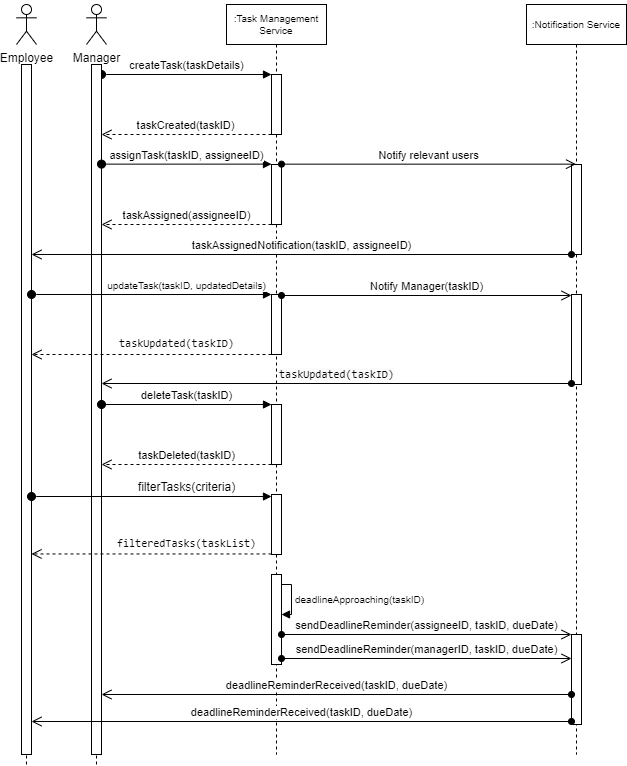 :Task Management
Service
:Notification Service
Employee
Manager
createTask(taskDetails)
taskCreated(taskID)
assignTask(taskID, assigneeID)
Notify relevant users
taskAssigned(assigneeID)
taskAssignedNotification(taskID, assigneeID)
updateTask(taskID, updatedDetails)
Notify Manager(taskID)
taskUpdated(taskID)
taskUpdated(taskID)
deleteTask(taskID)
taskDeleted(taskID)
filterTasks(criteria)
filteredTasks(taskList)
deadlineApproaching(taskID)
sendDeadlineReminder(assigneeID, taskID, dueDate)
sendDeadlineReminder(managerID, taskID, dueDate)
deadlineReminderReceived(taskID, dueDate)
deadlineReminderReceived(taskID, dueDate)